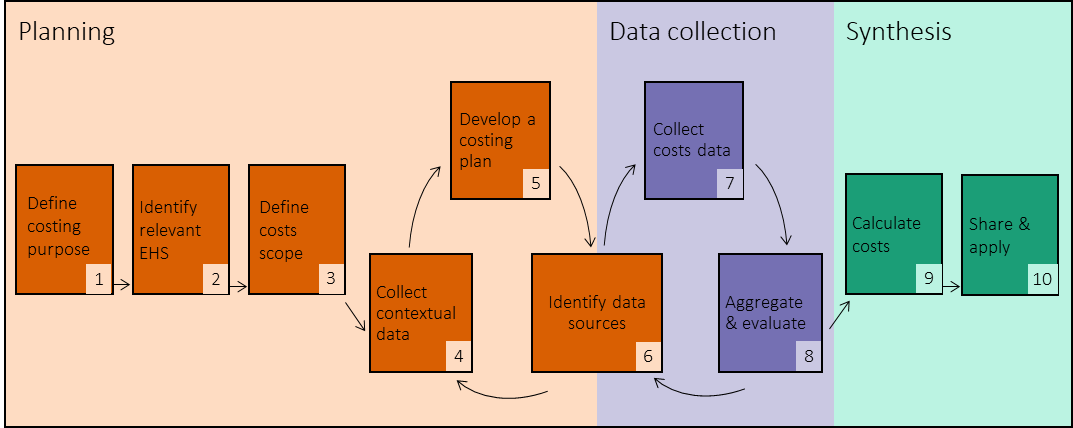 Planning
Data collection
Synthesis
Define
costing
purpose
1
Identify
relevant
EHS
2
Define
costs
scope
3
Collect
contextual
data
4
Develop a
costing
plan
5
Identify data
sources
6
Collect
costs data
7
Aggregate
& evaluate
8
Calculate
costs
9
Share &
apply
10